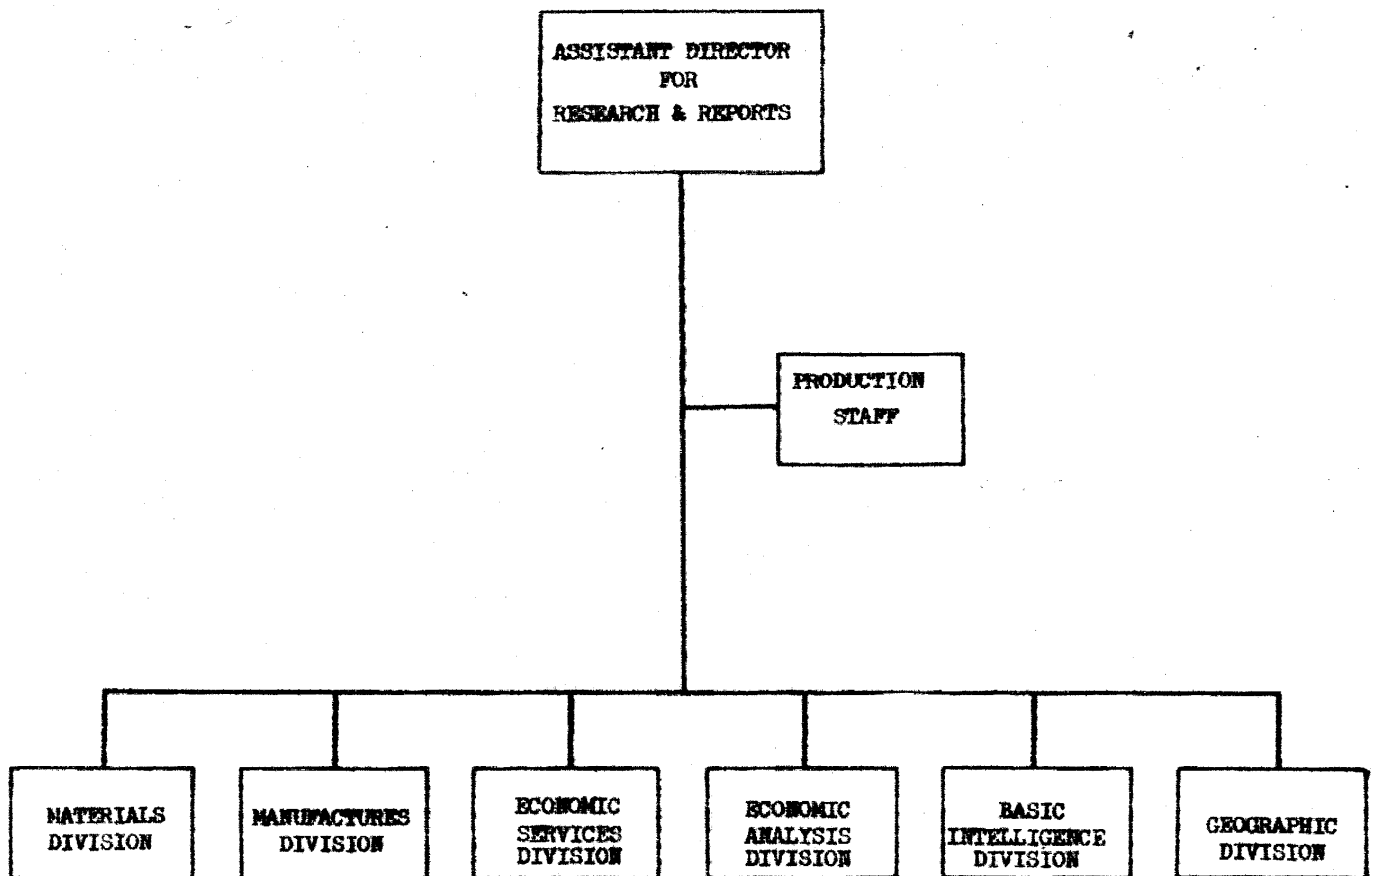 ASSISTANT DIRECTOR
FOR
RESEARCH & REPORTS
PRODUCTION
STAFF
MATERIALS
DIVISION
MANUFACTURES
DIVISION
ECONOMIC
SERVICES
DIVISION
ECONOMIC
ANALYSIS
DIVISION
BASIC
INTELLIGENCE
DIVISION
GEOGRAPHIC
DIVISION